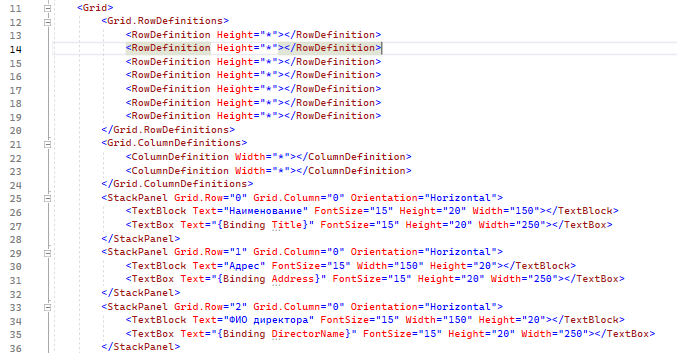 11 <Grid>
12 <Grid.RowDefinitions>
13 <RowDefinition Height="*"></RowDefinition>
14 <RowDefinition Height="*"></RowDefinition>
15 <RowDefinition Height="*"></RowDefinition>
16 <RowDefinition Height="*"></RowDefinition>
17 <RowDefinition Height="*"></RowDefinition>
18 <RowDefinition Height="*"></RowDefinition>
19 <RowDefinition Height="*"></RowDefinition>
20 </Grid.RowDefinitions>
21 <Grid.ColumnDefinitions>
22 <ColumnDefinition Width="*"></ColumnDefinition>
23 <ColumnDefinition Width="*"></ColumnDefinition>
24 </Grid.ColumnDefinitions>
25 <StackPanel Grid.Row="0" Grid.Column="0" Orientation="Horizontal">
26 <TextBlock Text="Наименование" FontSize="15" Height="20" Width="150"></TextBlock>
27 <TextBox Text="{Binding Title}" FontSize="15" Height="20" Width="250"></TextBox>
28 </StackPanel>
29 <StackPanel Grid.Row="1" Grid.Column="0" Orientation="Horizontal">
30 <TextBlock Text="Адрес" FontSize="15" Width="150" Height="20"></TextBlock>
31 <TextBox Text="{Binding Address}" FontSize="15" Height="20" Width="250"></TextBox>
32 </StackPanel>
33 <StackPanel Grid.Row="2" Grid.Column="0" Orientation="Horizontal">
34 <TextBlock Text="ФИО директора" FontSize="15" Width="150" Height="20"></TextBlock>
35 <TextBox Text="{Binding DirectorName}" FontSize="15" Height="20" Width="250"></TextBox>
36 </StackPanel>